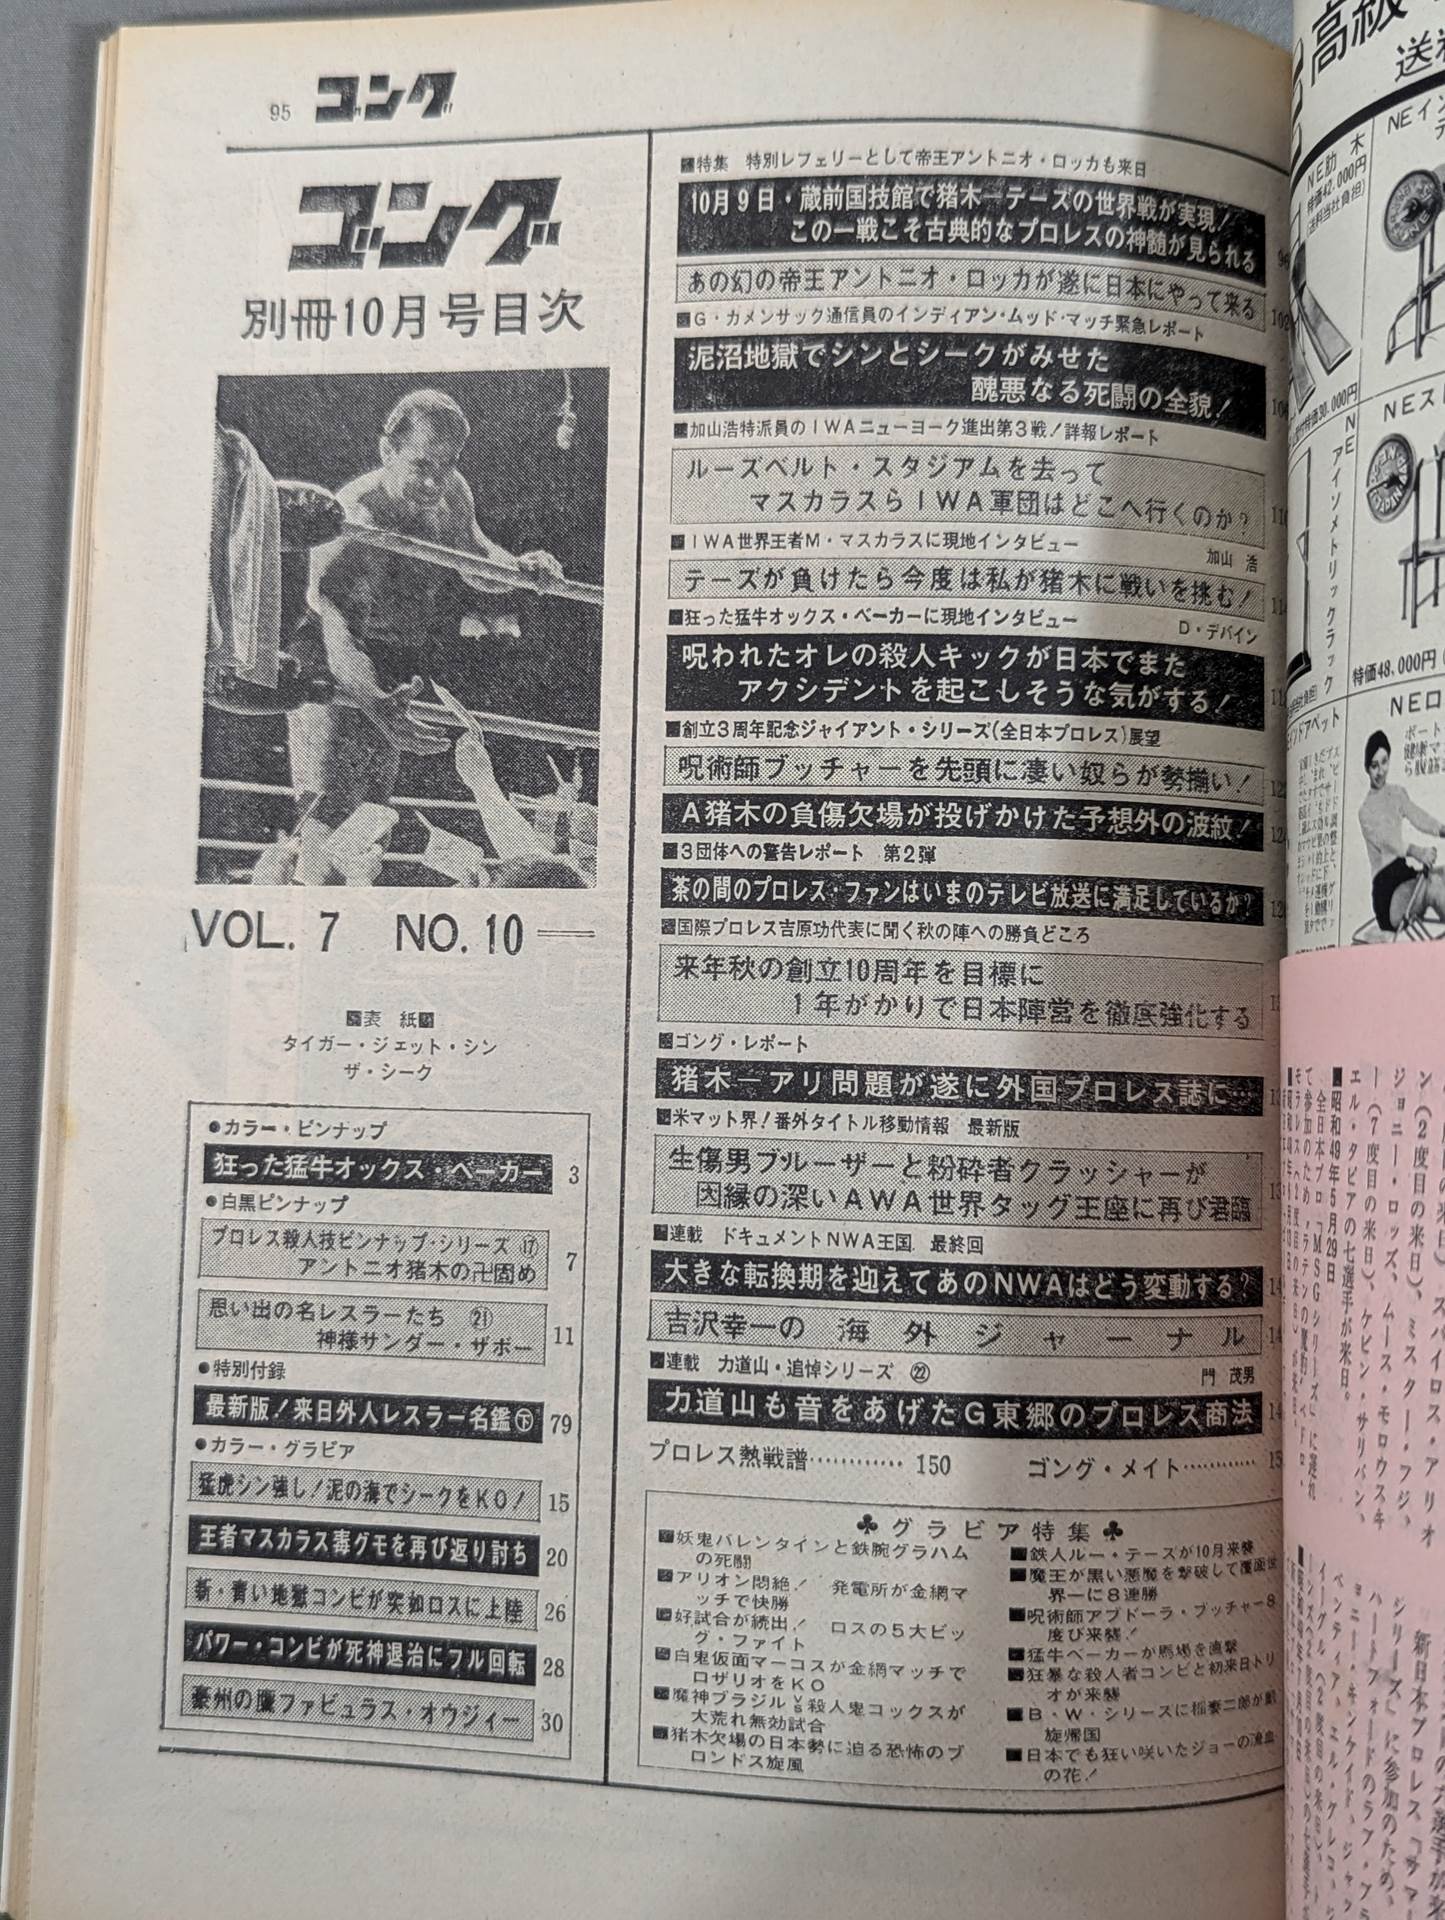 95 ゴング
ゴング
別冊10月号目次
VOL. 7 NO. 10
表 紙
タイガー・ジェット・シン
ザ・シーク
●カラー・ピンナップ
狂った猛牛オックス・ベーカー 3
●白黒ピンナップ
プロレス殺人技ピンナップ・シリーズ ⑰
アントニオ猪木の卍固め 7
思い出の名レスラーたち ㉑
神様サンダー・ザボー 11
●特別付録
最新版!来日外人レスラー名鑑㊦ 79
●カラー・グラビア
猛虎シン強し!泥の海でシークをKO! 15
王者マスカラス毒グモを再び返り討ち 20
新・青い地獄コンビが突如ロスに上陸 26
パワー・コンビが死神退治にフル回転 28
豪州の鷹ファビュラス・オウジィー 30
■特集 特別レフェリーとして帝王アントニオ・ロッカも来日
10月9日・蔵前国技館で猪木―テーズの世界戦が実現!
この一戦こそ古典的なプロレスの神髄が見られる
あの幻の帝王アントニオ・ロッカが遂に日本にやって来る 102
■G・カメンサック通信員のインディアン・ムッド・マッチ緊急レポート
泥沼地獄でシンとシークがみせた
醜悪なる死闘の全貌!
■加山浩特派員のIWAニューヨーク進出第3戦!詳報レポート
ルーズベルト・スタジアムを去って
マスカラスらIWA軍団はどこへ行くのか?
■IWA世界王者M・マスカラスに現地インタビュー 加山 浩
テーズが負けたら今度は私が猪木に戦いを挑む!
■狂った猛牛オックス・ベーカーに現地インタビュー D・デバイン
呪われたオレの殺人キックが日本でまた
アクシデントを起こしそうな気がする!
■創立3周年記念ジャイアント・シリーズ(全日本プロレス)展望
呪術師ブッチャーを先頭に凄い奴らが勢揃い!
A猪木の負傷欠場が投げかけた予想外の波紋!
■3団体への警告レポート 第2弾
茶の間のプロレス・ファンはいまのテレビ放送に満足しているか?
■国際プロレス吉原功代表に聞く秋の陣への勝負どころ
来年秋の創立10周年を目標に
1年がかりで日本陣営を徹底強化する
■ゴング・レポート
猪木―アリ問題が遂に外国プロレス誌に…
■米マット界!番外タイトル移動情報 最新版
生傷男ブルーザーと粉砕者クラッシャーが
因縁の深いAWA世界タッグ王座に再び君臨
■連載 ドキュメントNWA王国 最終回
大きな転換期を迎えてあのNWAはどう変動する?
吉沢幸一の 海外ジャーナル
■連載 力道山・追悼シリーズ ㉒ 門 茂男
力道山も音をあげたG東郷のプロレス商法
プロレス熱戦譜………… 150 ゴング・メイト…………
♣グラビア特集♣
■妖鬼バレンタインと鉄腕グラハム
の死闘
■アリオン悶絶! 発電所が金網マ
ッチで快勝
■好試合が続出! ロスの5大ビッ
グ・ファイト
■白鬼仮面マーコスが金網マッチで
ロザリオをKO
■魔神ブラジルVS殺人鬼コックスが
大荒れ無効試合
■猪木欠場の日本勢に迫る恐怖のブ
ロンドス旋風
■鉄人ルー・テーズが10月来襲
■魔王が黒い悪魔を撃破して覆面
界一に8連勝
■呪術師アブドーラ・ブッチャー8
度び来襲!
■猛牛ベーカーが馬場を直撃
■狂暴な殺人者コンビと初来日トリ
オが来襲
■B・W・シリーズに稲妻二郎が
旋帰国
■日本でも狂い咲いたジョーの流血
の花!
高級
NE肋木
特価42,000円
(送料当社負担)
特価30,000円
NE
アイソメトリックラック
特価48,000円
■昭和49年5月29日